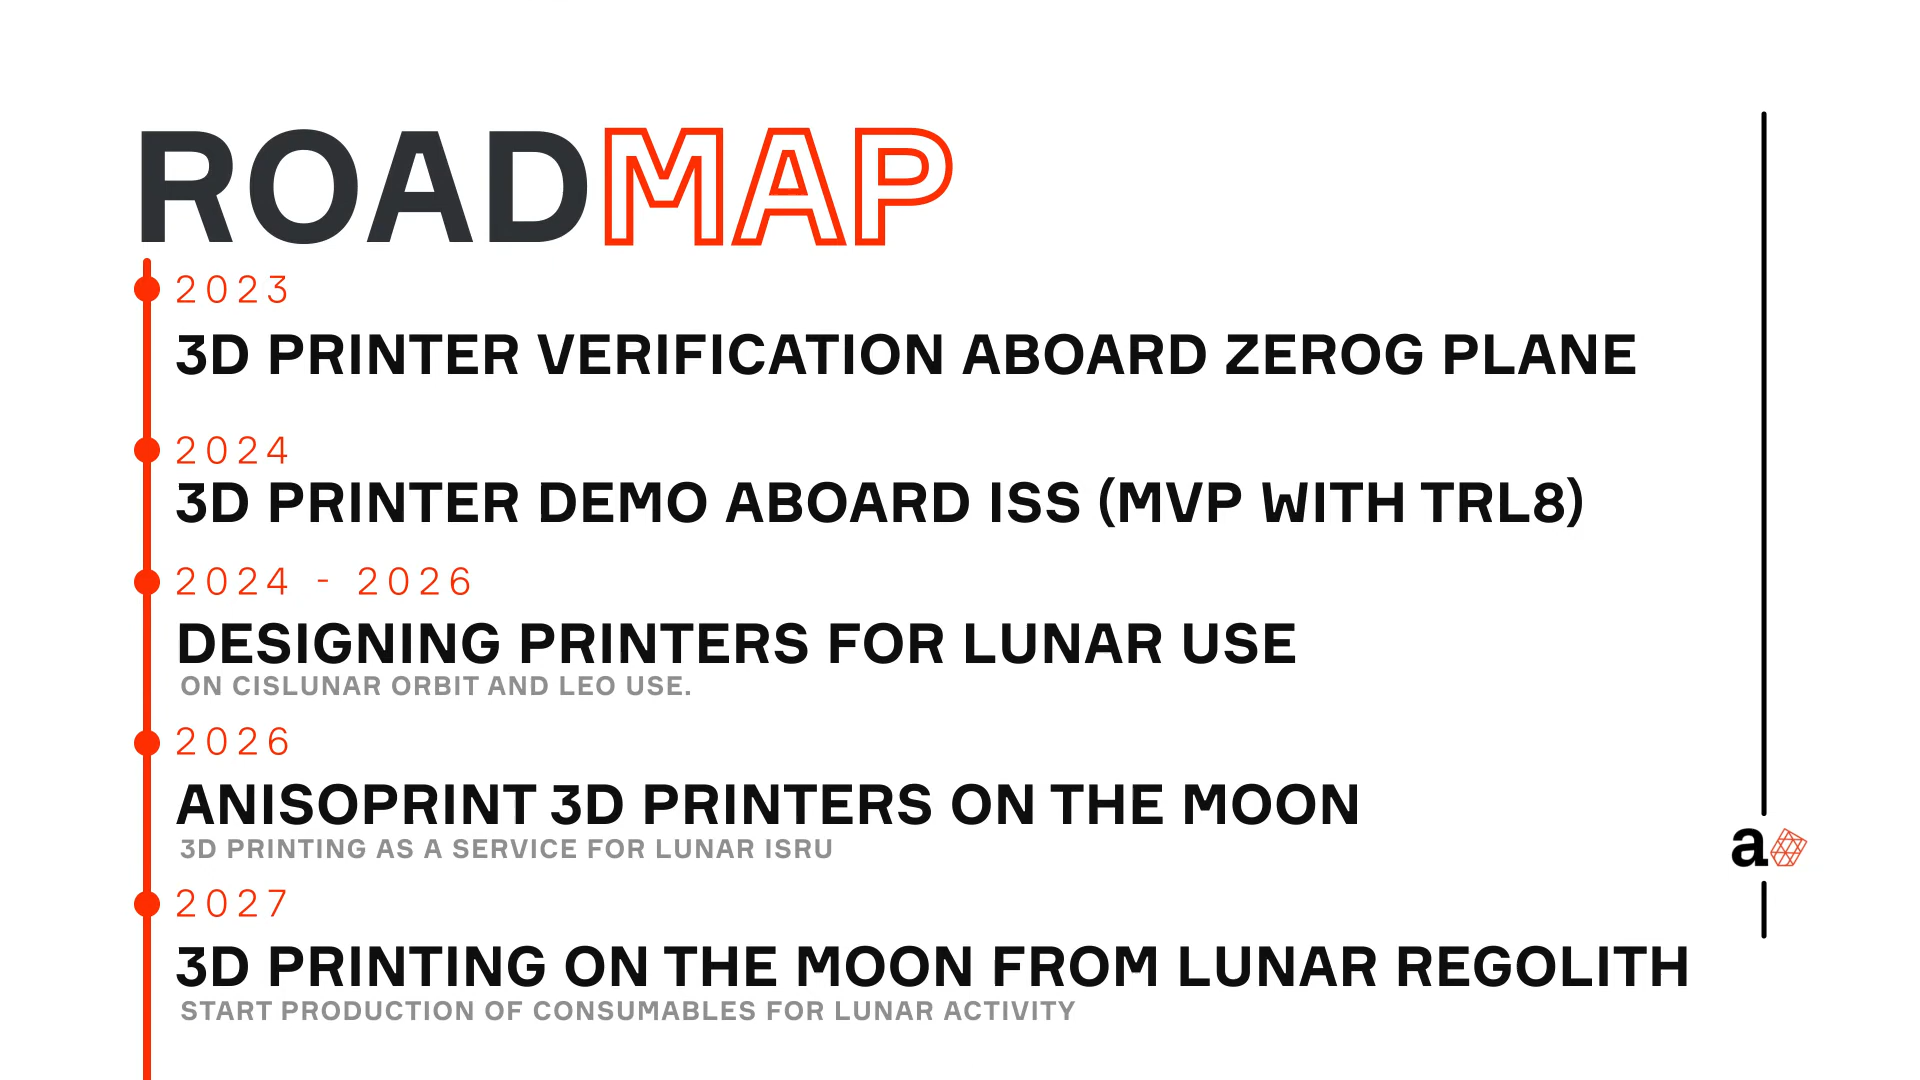 ROADMAP
2023
3D PRINTER VERIFICATION ABOARD ZEROG PLANE
2024
3D PRINTER DEMO ABOARD ISS (MVP WITH TRL8)
2024 - 2026
DESIGNING PRINTERS FOR LUNAR USE
ON CISLUNAR ORBIT AND LEO USE.
2026
ANISOPRINT 3D PRINTERS ON THE MOON
3D PRINTING AS A SERVICE FOR LUNAR ISRU
a
2027
3D PRINTING ON THE MOON FROM LUNAR REGOLITH
START PRODUCTION OF CONSUMABLES FOR LUNAR ACTIVITY